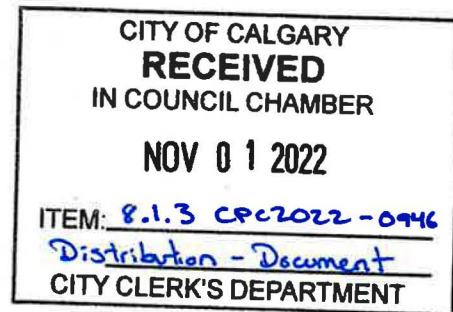 CITY OF CALGARY
RECEIVED
IN COUNCIL CHAMBER
NOV 01 2022
ITEM: 8.1.3 CPC2022-0946
Distribution - Document
CITY CLERK'S DEPARTMENT